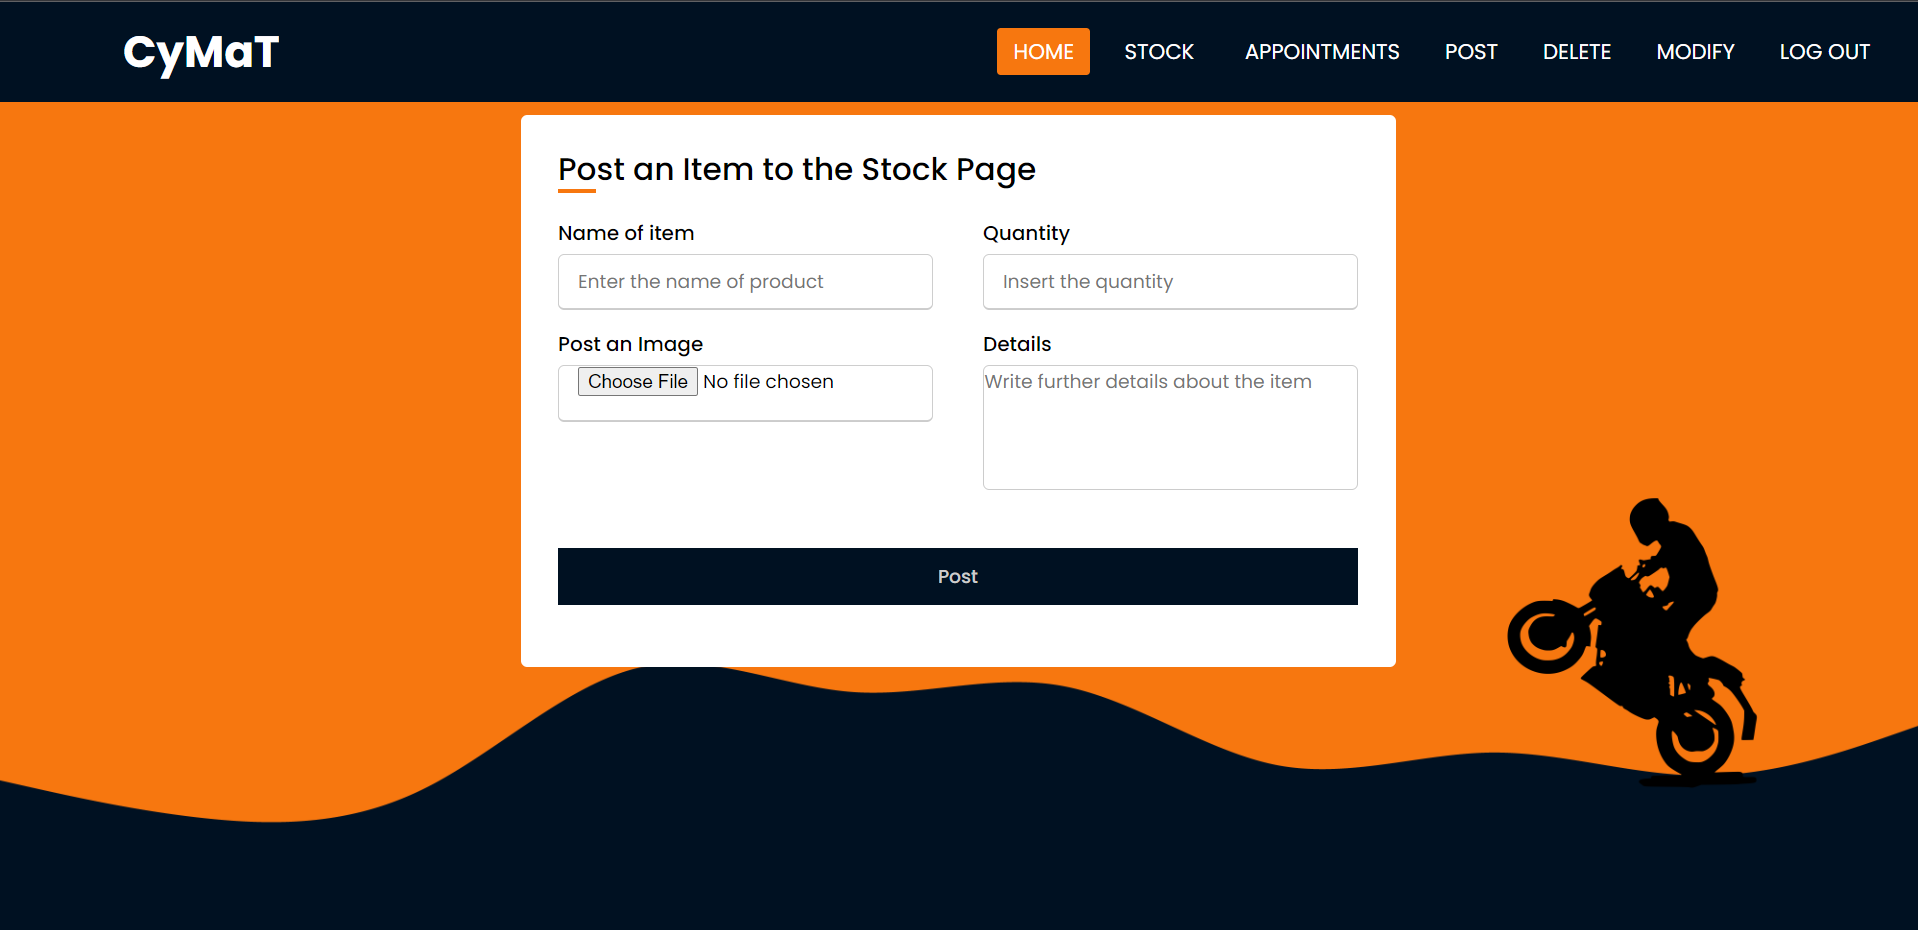 CyMaT
HOME STOCK APPOINTMENTS POST DELETE MODIFY LOG OUT
Post an Item to the Stock Page
Name of item
Enter the name of product
Quantity
Insert the quantity
Post an Image
Choose File No file chosen
Details
Write further details about the item
Post